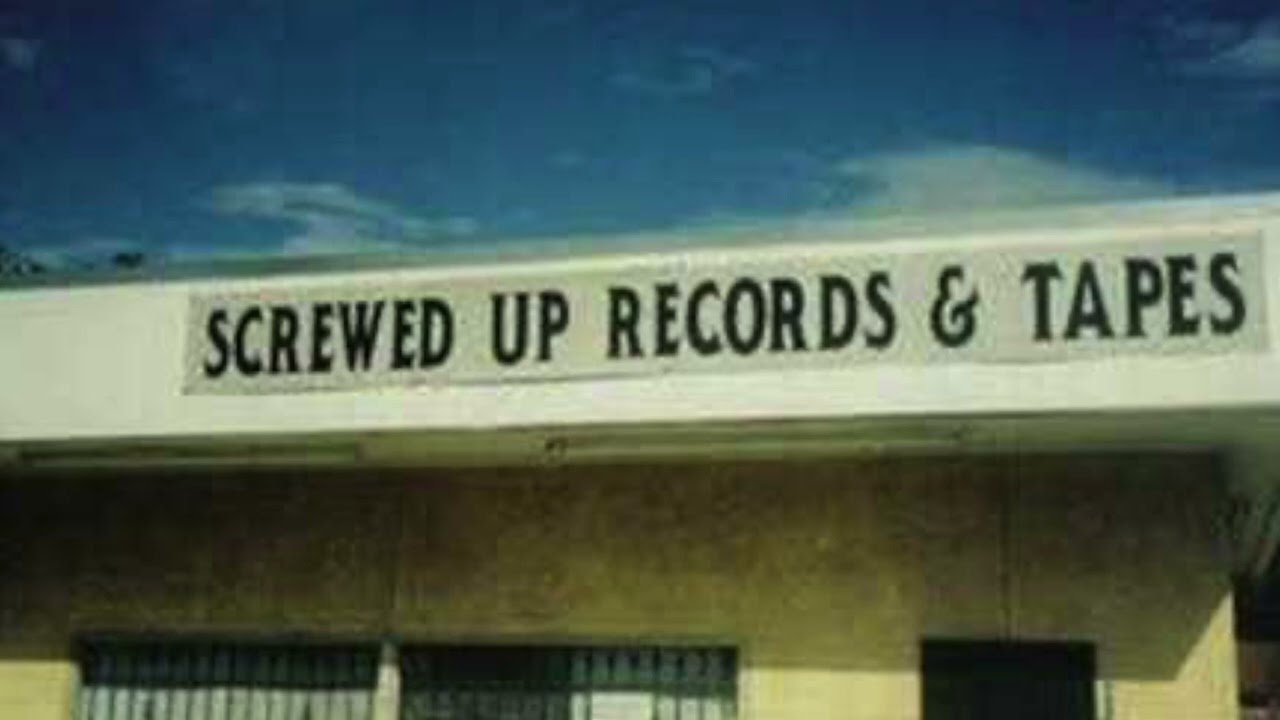 SCREWED UP RECORDS & TAPES